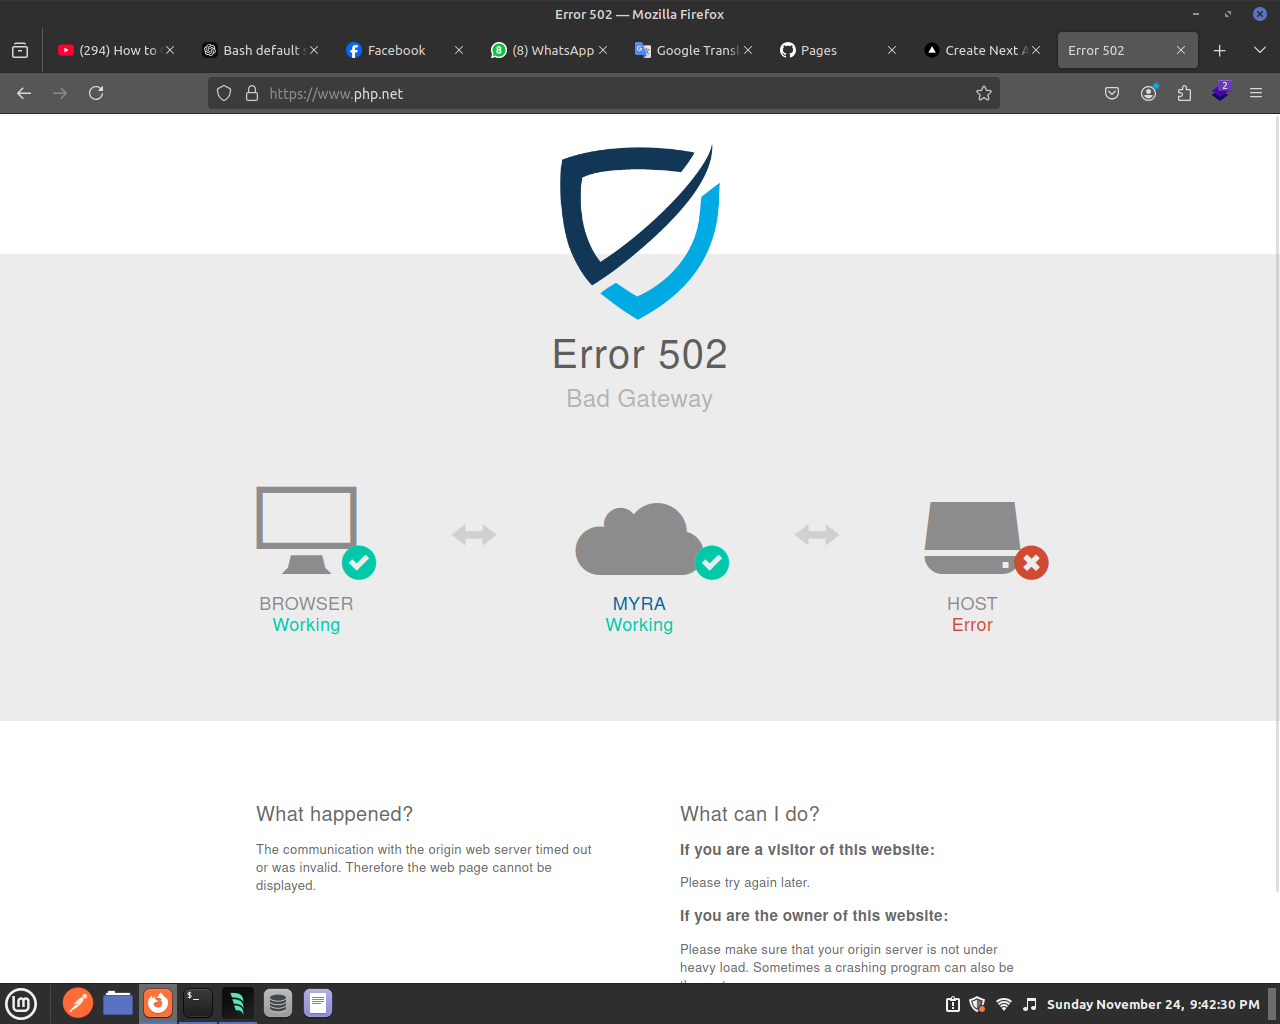 Error 502 — Mozilla Firefox
(294) How to
Bash default
Facebook
(8) WhatsApp
Google Transl
Pages
Create Next A
Error 502
https://www.php.net
2
Error 502
Bad Gateway
BROWSER
Working
MYRA
Working
HOST
Error
What happened?
The communication with the origin web server timed out
or was invalid. Therefore the web page cannot be
displayed.
What can I do?
If you are a visitor of this website:
Please try again later.
If you are the owner of this website:
Please make sure that your origin server is not under
heavy load. Sometimes a crashing program can also be
Sunday November 24, 9:42:30 PM